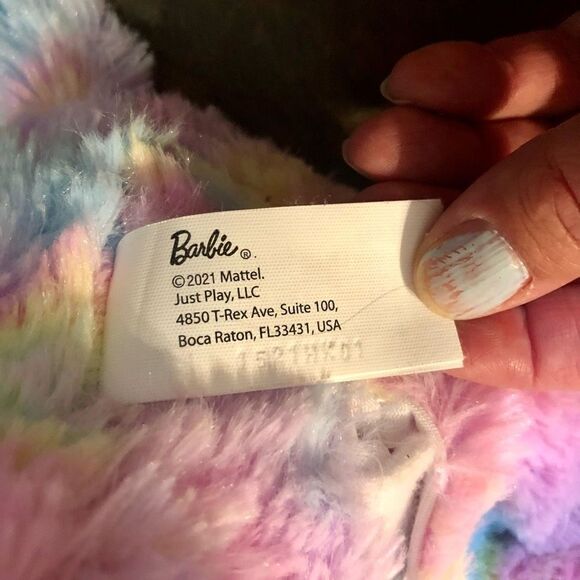 Barbie®.
©2021 Mattel.
Just Play, LLC
4850 T-Rex Ave, Suite 100,
Boca Raton, FL33431, USA